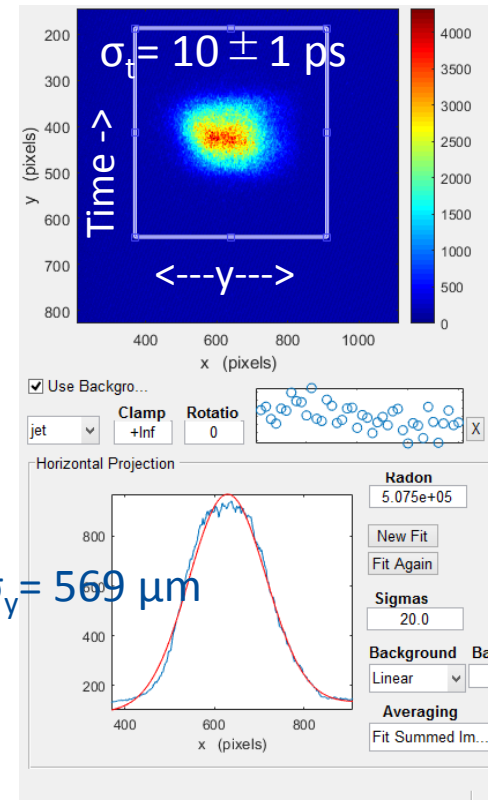 200
300
400
500
600
700
800
y (pixels)
σt= 10 ± 1 ps
Time ->
<---y--->
400 600 800 1000
x (pixels)
4000
3500
3000
2500
2000
1500
1000
500
0
Use Backgro...
jet
Clamp
+Inf
Rotatio
0
X
Horizontal Projection
800
600
400
200
σy= 569 μm
400 600 800
x (pixels)
Radon
5.075e+05
New Fit
Fit Again
Sigmas
20.0
Background Ba
Linear
Averaging
Fit Summed Im...